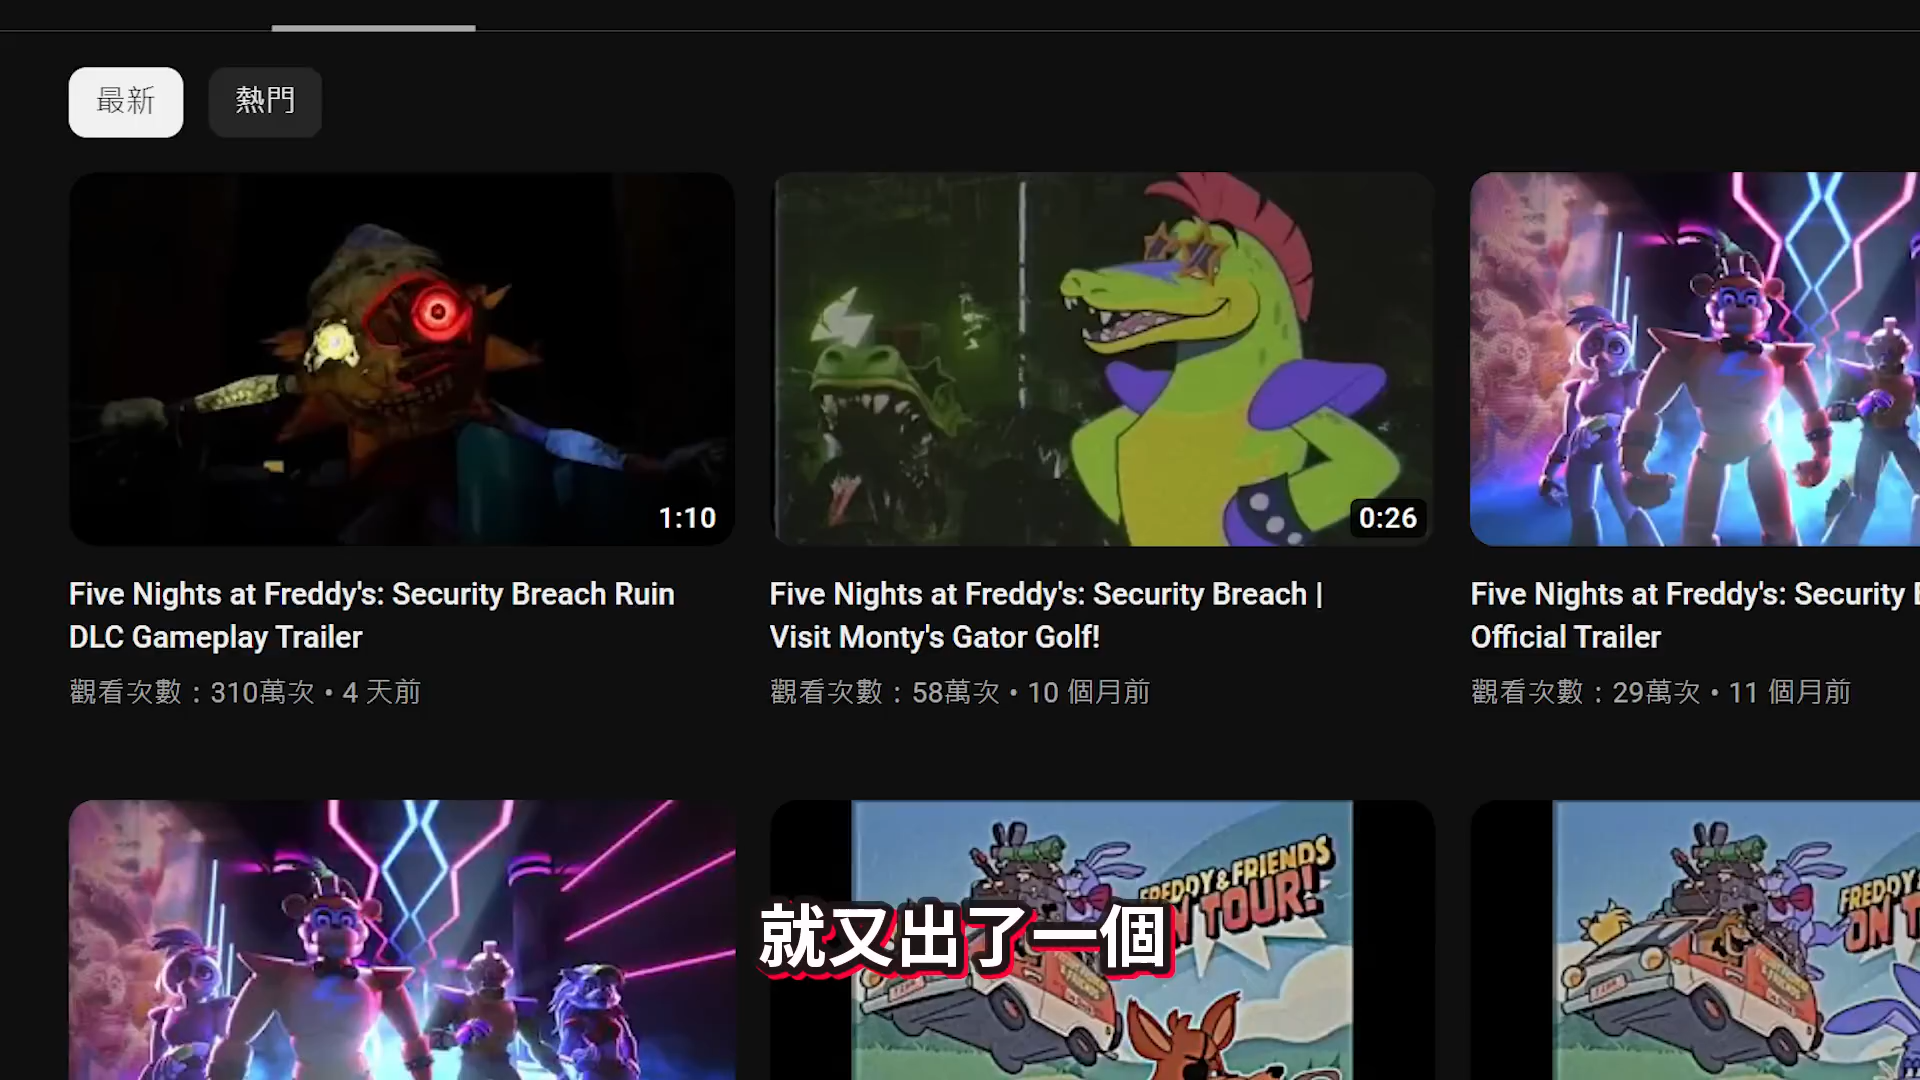 最新
熱門
1:10
0:26
Five Nights at Freddy's: Security Breach Ruin
DLC Gameplay Trailer
觀看次數：310萬次 • 4 天前
Five Nights at Freddy's: Security Breach |
Visit Monty's Gator Golf!
觀看次數：58萬次 • 10 個月前
Five Nights at Freddy's: Security
Official Trailer
觀看次數：29萬次 • 11 個月前
FREDDY & FRIENDS
ON TOUR!
FREDDY
ON T
就又出了一個